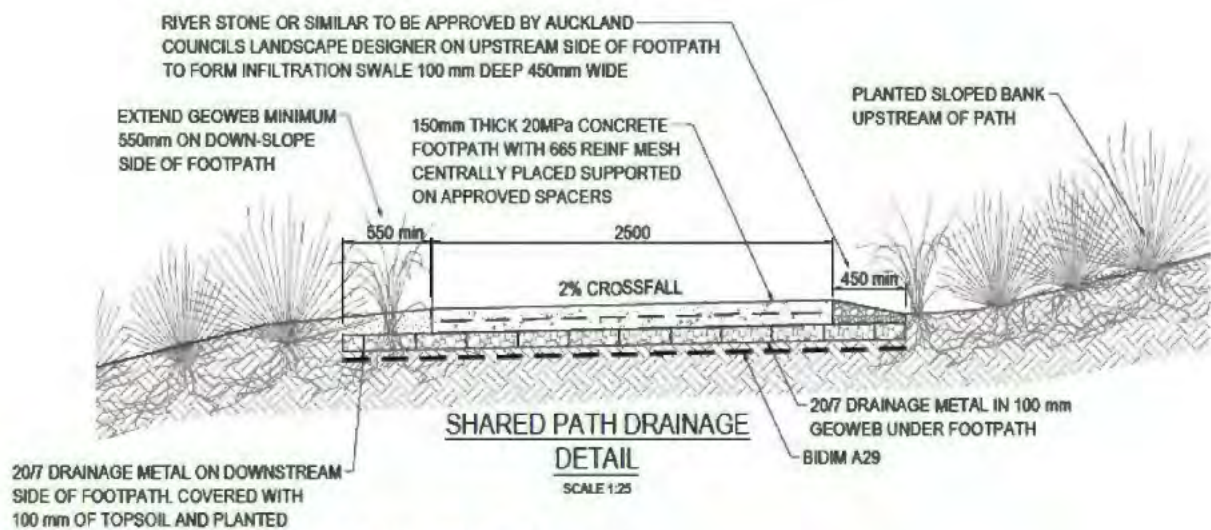 RIVER STONE OR SIMILAR TO BE APPROVED BY AUCKLAND
COUNCILS LANDSCAPE DESIGNER ON UPSTREAM SIDE OF FOOTPATH
TO FORM INFILTRATION SWALE 100 mm DEEP 450mm WIDE
EXTEND GEOWEB MINIMUM
550mm ON DOWN-SLOPE
SIDE OF FOOTPATH
150mm THICK 20MPa CONCRETE
FOOTPATH WITH 665 REINF MESH
CENTRALLY PLACED SUPPORTED
ON APPROVED SPACERS
PLANTED SLOPED BANK
UPSTREAM OF PATH
550 min
2500
450 min
2% CROSSFALL
20/7 DRAINAGE METAL IN 100 mm
GEOWEB UNDER FOOTPATH
BIDIM A29
SHARED PATH DRAINAGE
DETAIL
SCALE 1:25
20/7 DRAINAGE METAL ON DOWNSTREAM
SIDE OF FOOTPATH. COVERED WITH
100 mm OF TOPSOIL AND PLANTED